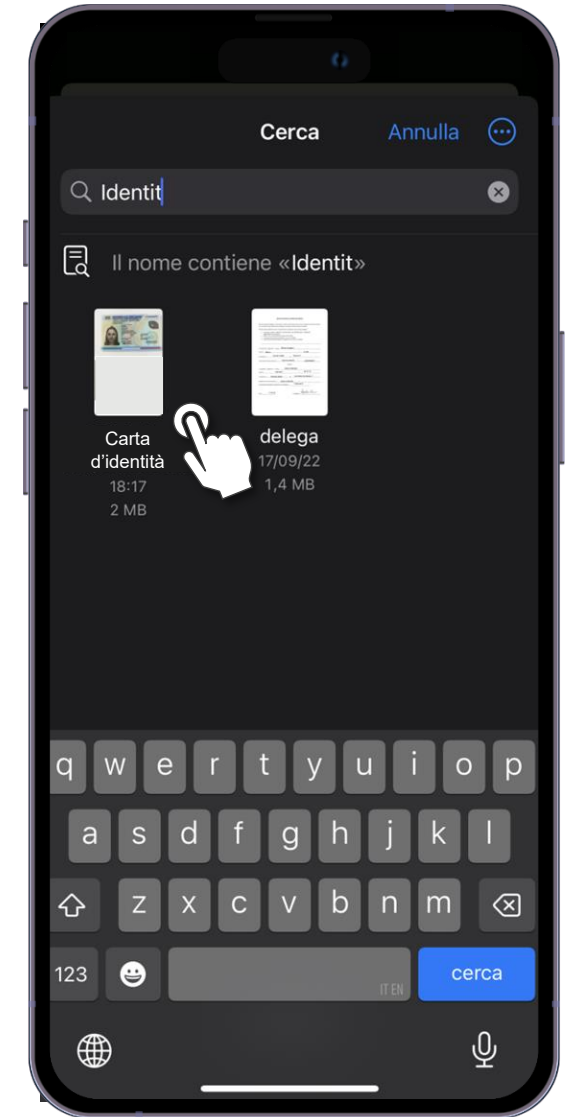 Cerca
Annulla
Identit
Il nome contiene «Identit»
Carta
d'identità
18:17
2 MB
delega
17/09/22
1,4 MB
q w e r t y u i o p
a s d f g h j k l
z x c v b n m
123
IT EN
cerca